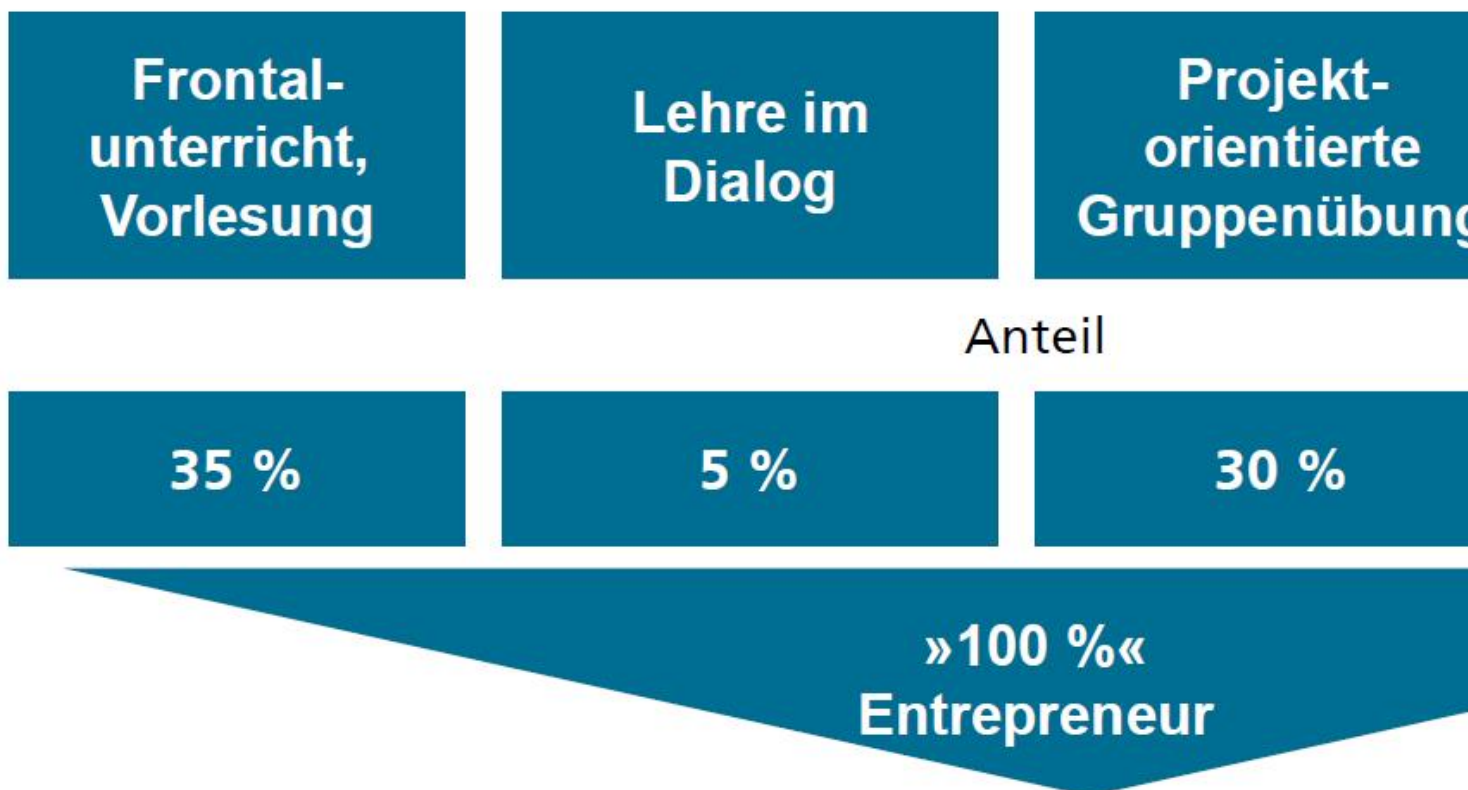 Frontal-
unterricht,
Vorlesung
Lehre im
Dialog
Projekt-
orientierte
Gruppenübung
Anteil
35 %
5 %
30 %
»100 %«
Entrepreneur